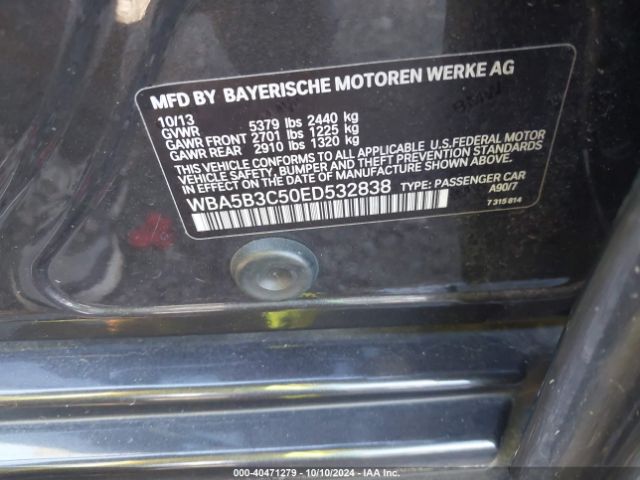 MFD BY BAYERISCHE MOTOREN WERKE AG
10/13
GVWR 5379 lbs 2440 kg
GAWR FRONT 2701 lbs 1225 kg
GAWR REAR 2910 lbs 1320 kg
THIS VEHICLE CONFORMS TO ALL APPLICABLE U.S.FEDERAL MOTOR
VEHICLE SAFETY, BUMPER AND THEFT PREVENTION STANDARDS
IN EFFECT ON THE DATE OF MANUFACTURE SHOWN ABOVE.
WBA5B3C50ED532838 TYPE: PASSENGER CAR
A90/7
7 315 814
000-40471279 - 10/10/2024 - IAA Inc.